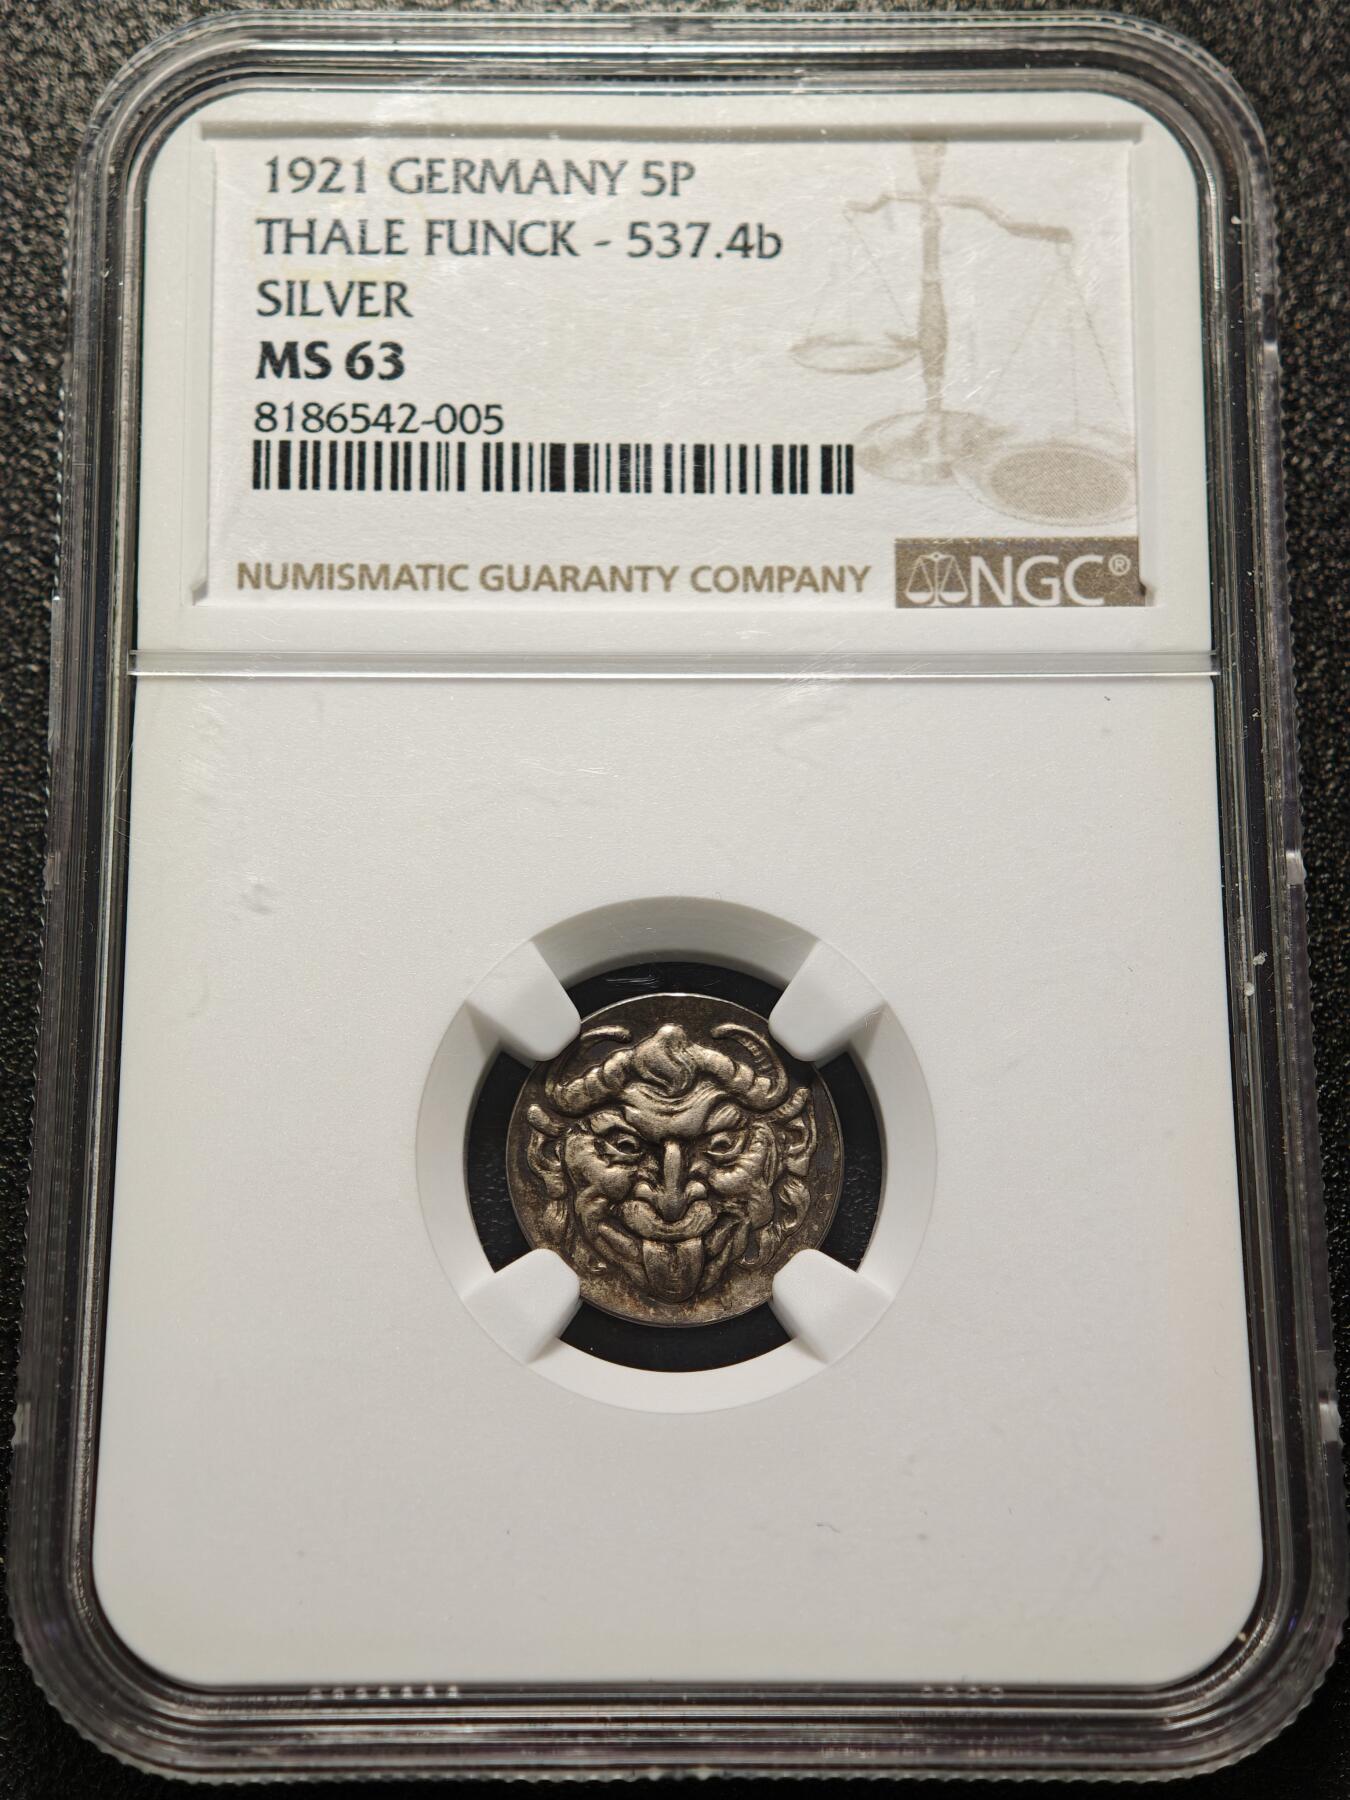 1921 GERMANY 5P
THALE FUNCK - 537.4b
SILVER
MS 63
8186542-005
NUMISMATIC GUARANTY COMPANY NGC®